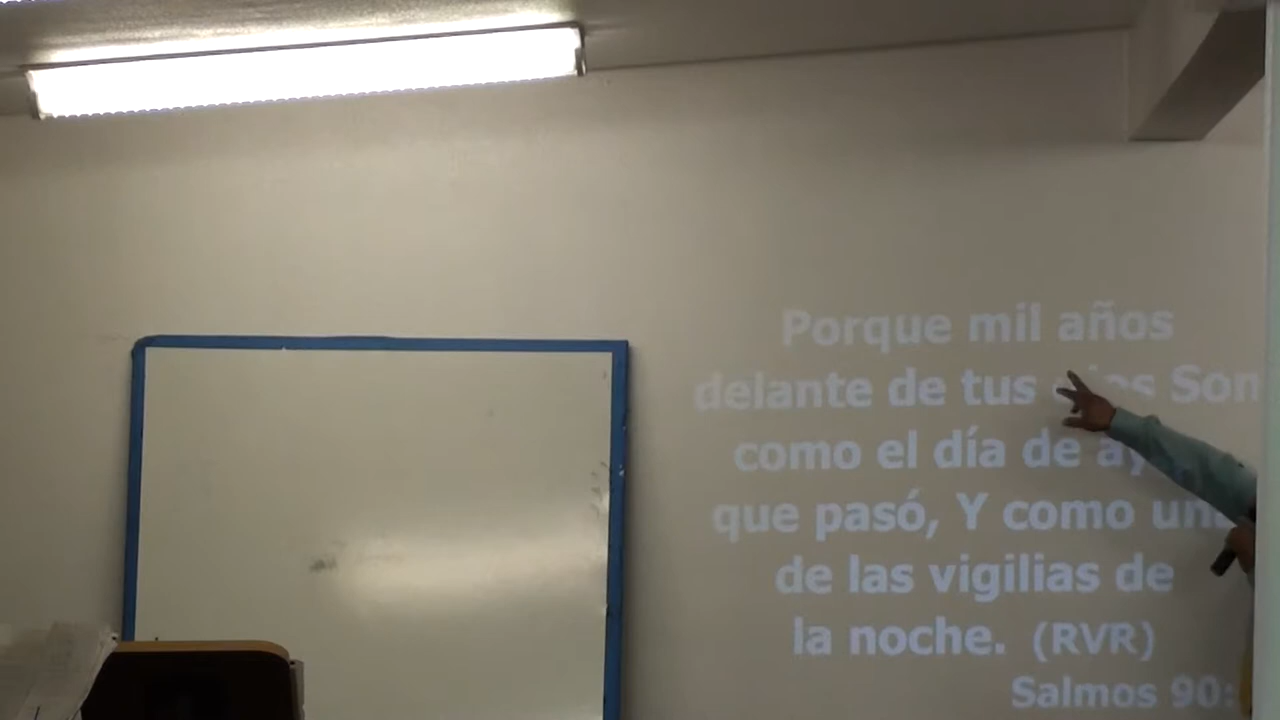 Porque mil años
delante de tus Son
como el día de
que pasó, Y como
de las vigilias de
la noche. (RVR)
Salmos 90: